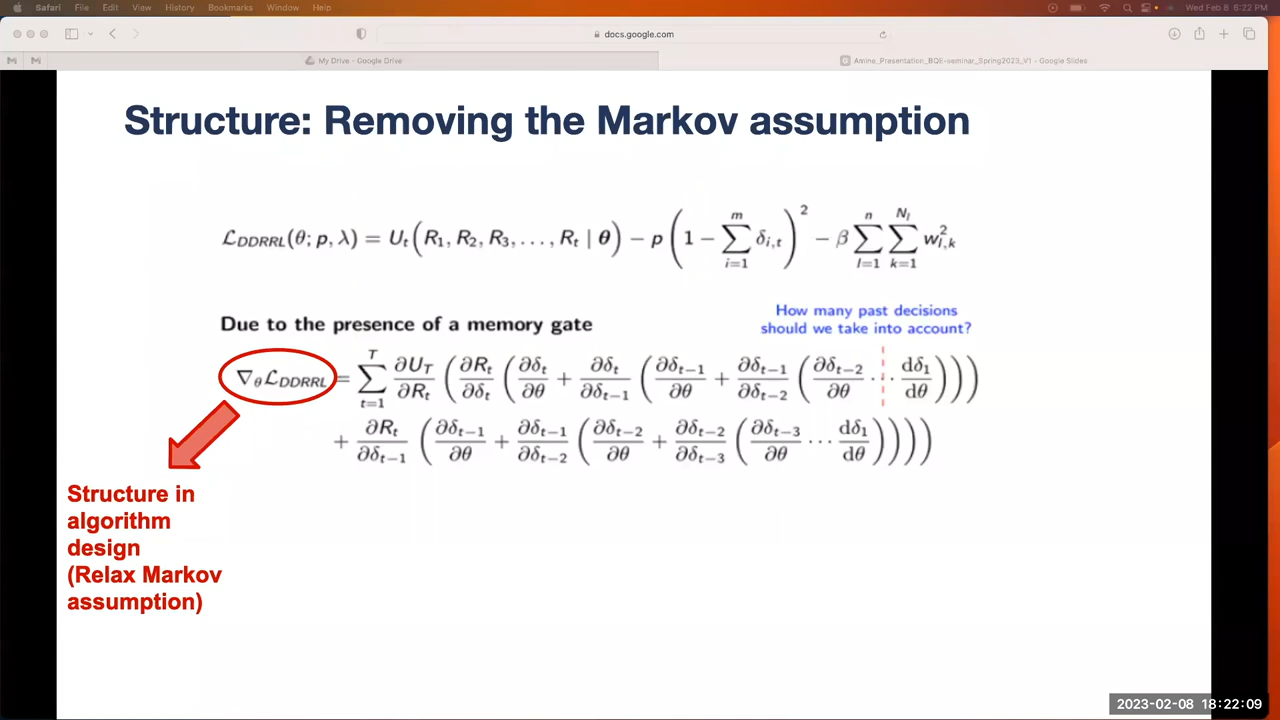 Safari File Edit View History Bookmarks Window Help Wed Feb 8 6:22 PM
docs.google.com
My Drive - Google Drive Amine_Presentation_BQE-seminar_Spring2023_V1 - Google Slides
Structure: Removing the Markov assumption
ℒ_DDRRL(θ; p, λ) = U_t(R_1, R_2, R_3, ..., R_t | θ) − p(1 − ∑_{i=1}^{m} δ_{i,t})^2 − β ∑_{l=1}^{n} ∑_{k=1}^{N_l} w_{l,k}^2
How many past decisions
should we take into account?
Due to the presence of a memory gate
∇_θ ℒ_DDRRL = ∑_{t=1}^{T} ∂U_T/∂R_t (∂R_t/∂δ_t (∂δ_t/∂θ + ∂δ_t/∂δ_{t−1} (∂δ_{t−1}/∂θ + ∂δ_{t−1}/∂δ_{t−2} (∂δ_{t−2}/∂θ ··· dδ_1/dθ)))
+ ∂R_t/∂δ_{t−1} (∂δ_{t−1}/∂θ + ∂δ_{t−1}/∂δ_{t−2} (∂δ_{t−2}/∂θ + ∂δ_{t−2}/∂δ_{t−3} (∂δ_{t−3}/∂θ ··· dδ_1/dθ))))
Structure in
algorithm
design
(Relax Markov
assumption)
2023-02-08 18:22:09